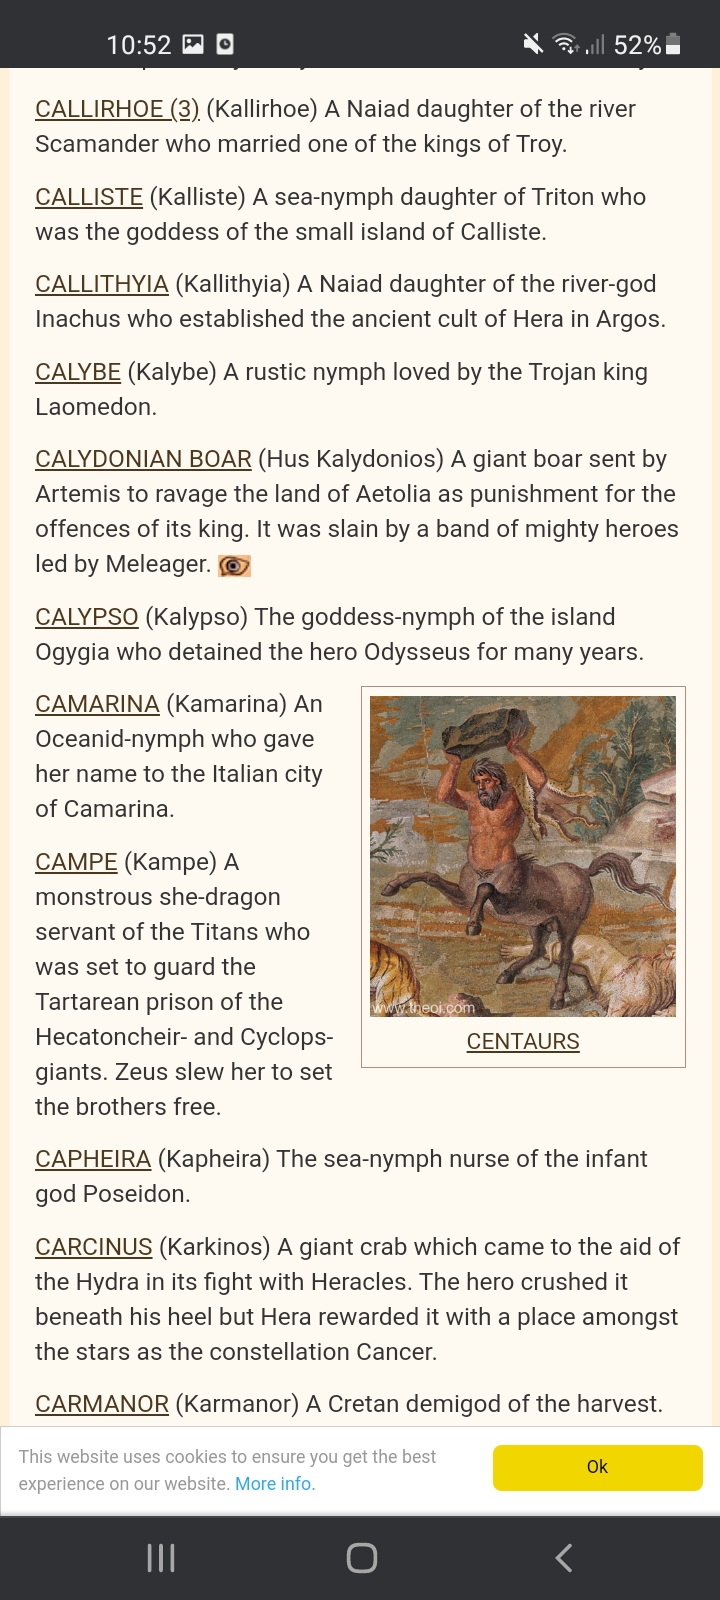 10:52
52%
CALLIRHOE (3) (Kallirhoe) A Naiad daughter of the river
Scamander who married one of the kings of Troy.
CALLISTE (Kalliste) A sea-nymph daughter of Triton who
was the goddess of the small island of Calliste.
CALLITHYIA (Kallithyia) A Naiad daughter of the river-god
Inachus who established the ancient cult of Hera in Argos.
CALYBE (Kalybe) A rustic nymph loved by the Trojan king
Laomedon.
CALYDONIAN BOAR (Hus Kalydonios) A giant boar sent by
Artemis to ravage the land of Aetolia as punishment for the
offences of its king. It was slain by a band of mighty heroes
led by Meleager.
CALYPSO (Kalypso) The goddess-nymph of the island
Ogygia who detained the hero Odysseus for many years.
CAMARINA (Kamarina) An
Oceanid-nymph who gave
her name to the Italian city
of Camarina.
CAMPE (Kampe) A
monstrous she-dragon
servant of the Titans who
was set to guard the
Tartarean prison of the
Hecatoncheir- and Cyclops-
giants. Zeus slew her to set
the brothers free.
www.theoi.com
CENTAURS
CAPHEIRA (Kapheira) The sea-nymph nurse of the infant
god Poseidon.
CARCINUS (Karkinos) A giant crab which came to the aid of
the Hydra in its fight with Heracles. The hero crushed it
beneath his heel but Hera rewarded it with a place amongst
the stars as the constellation Cancer.
CARMANOR (Karmanor) A Cretan demigod of the harvest.
This website uses cookies to ensure you get the best
experience on our website. More info.
Ok